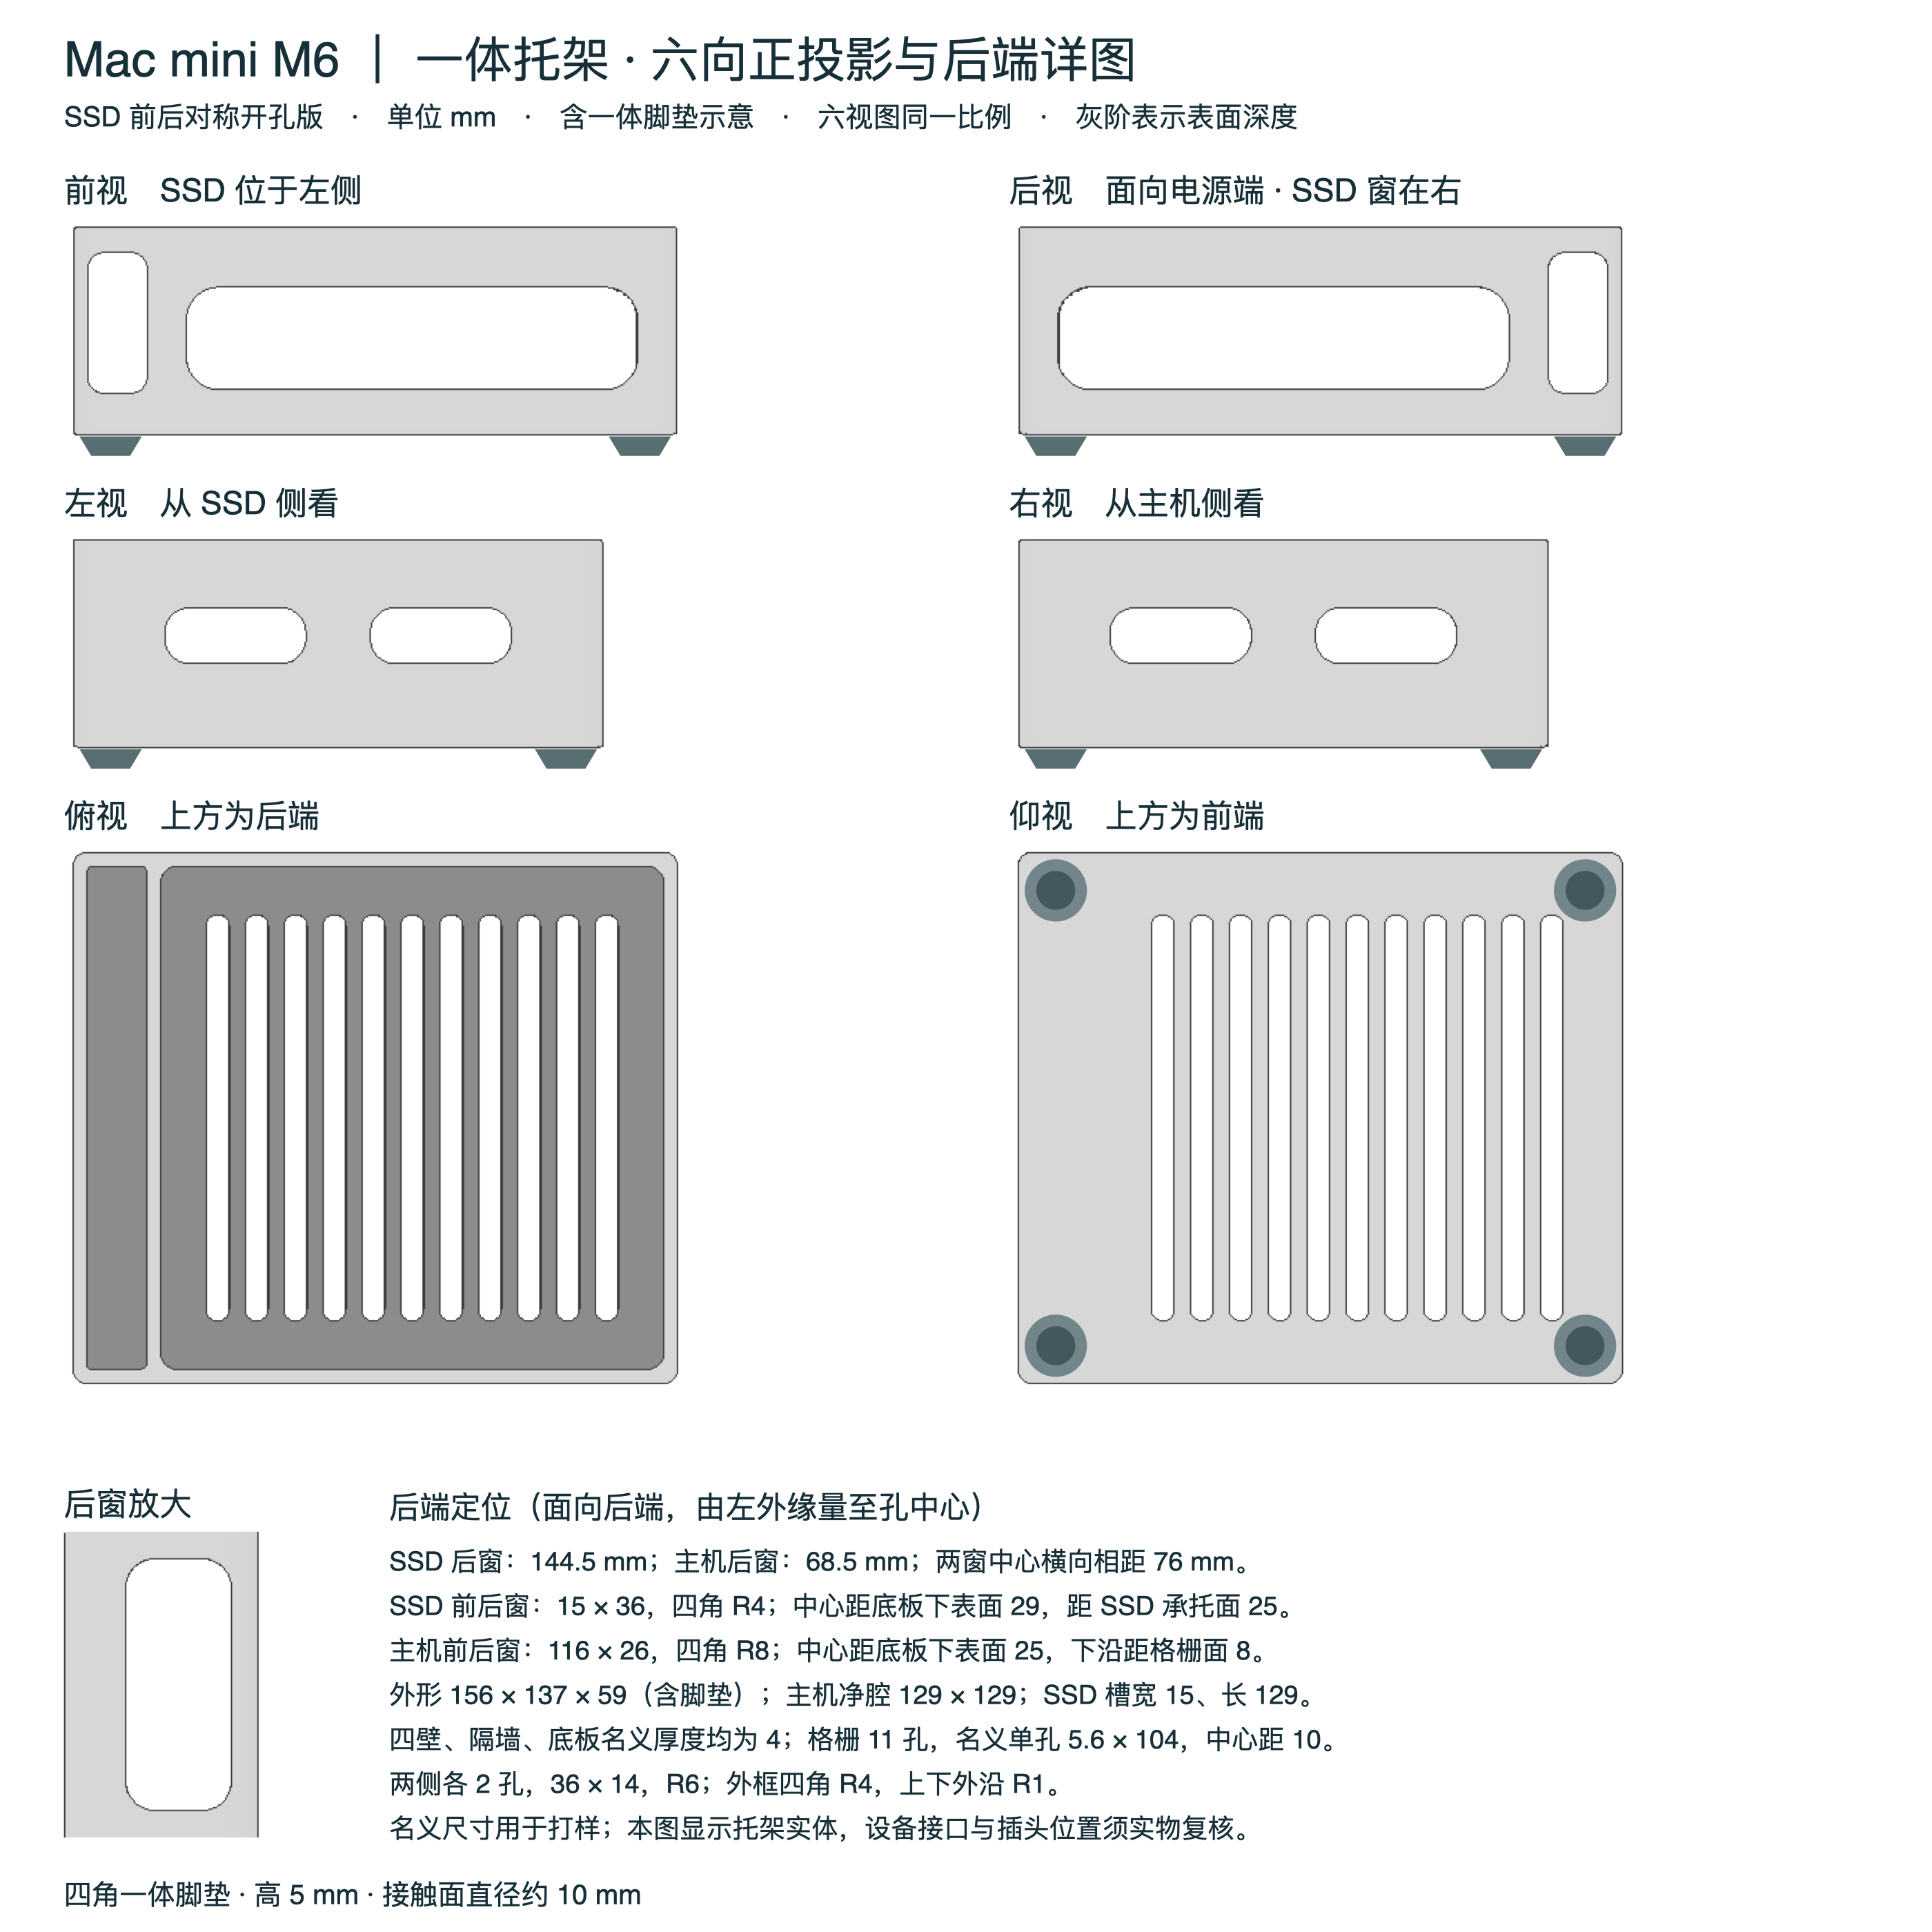 Mac mini M6 | 一体托架 · 六向正投影与后端详图
SSD 前后对称开孔版 · 单位 mm · 含一体脚垫示意 · 六视图同一比例 · 灰阶表示表面深度
前视 SSD 位于左侧
后视 面向电源端 · SSD 窗在右
左视 从 SSD 侧看
右视 从主机侧看
俯视 上方为后端
仰视 上方为前端
后窗放大
后端定位（面向后端，由左外缘量至孔中心）
SSD 后窗：144.5 mm；主机后窗：68.5 mm；两窗中心横向相距 76 mm。
SSD 前后窗：15 × 36，四角 R4；中心距底板下表面 29，距 SSD 承托面 25。
主机前后窗：116 × 26，四角 R8；中心距底板下表面 25，下沿距格栅面 8。
外形 156 × 137 × 59（含脚垫）；主机净腔 129 × 129；SSD 槽宽 15、长 129。
四壁、隔墙、底板名义厚度均为 4；格栅 11 孔，名义单孔 5.6 × 104，中心距 10。
两侧各 2 孔，36 × 14，R6；外框四角 R4，上下外沿 R1。
名义尺寸用于打样；本图显示托架实体，设备接口与插头位置须实物复核。
四角一体脚垫 · 高 5 mm · 接触面直径约 10 mm